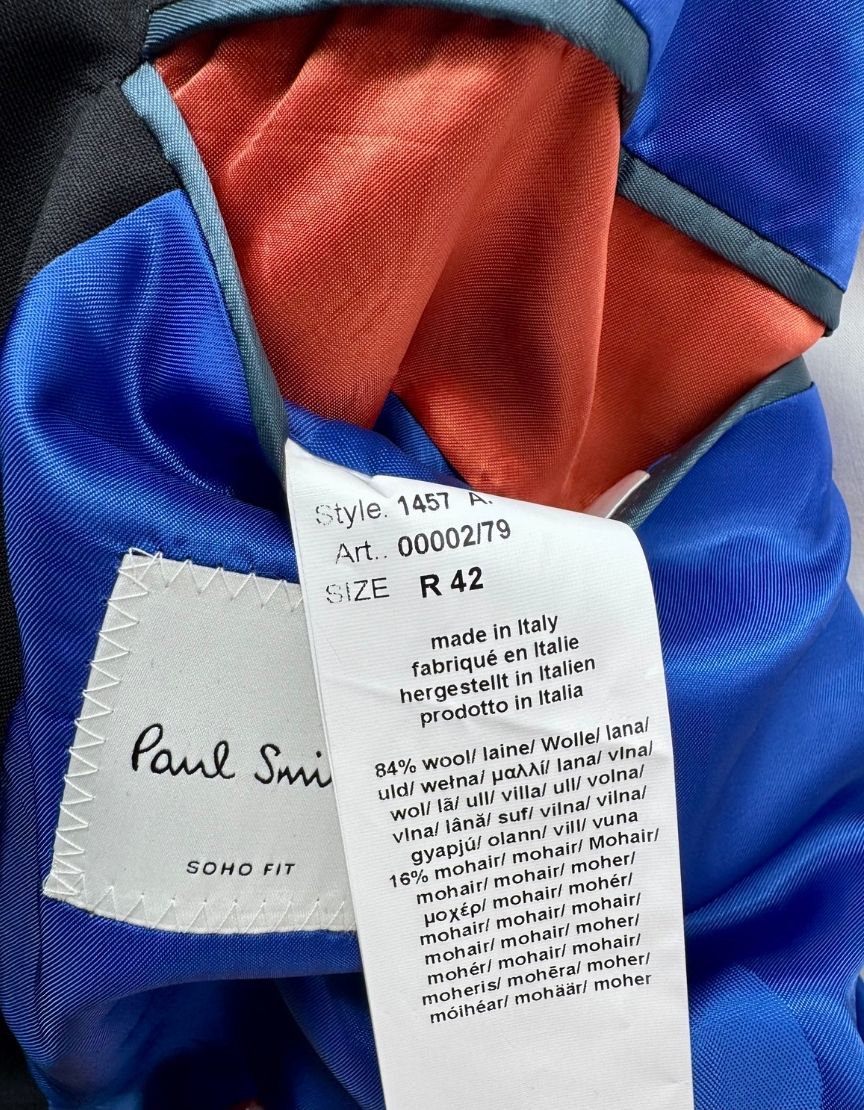 Style. 1457 A.
Art.. 00002/79
SIZE R 42
made in Italy
fabriqué en Italie
hergestellt in Italien
prodotto in Italia
84% wool/ laine/ Wolle/ lana/
uld/ wełna/ μαλλί/ lana/ vlna/
wol/ lã/ ull/ villa/ ull/ volna/
vlna/ lână/ suf/ vilna/ vilna/
gyapjú/ olann/ vill/ vuna
16% mohair/ mohair/ Mohair/
mohair/ mohair/ moher/
μοχέρ/ mohair/ mohér/
mohair/ mohair/ mohair/
mohair/ mohair/ moher/
mohér/ mohair/ mohair/
moheris/ mohēra/ moher/
móihéar/ mohäär/ moher
Paul Smi
SOHO FIT